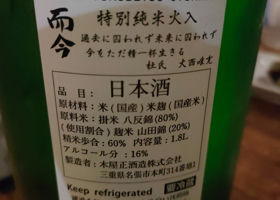 而今
特別純米火入
過去に囚われず未来に囚われず
今をただ精一杯生きる
杜氏 大西唯克
品目:日本酒
原材料:米(国産)米麹(国産米)
原料米:掛米 八反錦(80%)
(使用割合)麹米 山田錦(20%)
精米歩合:60% 内容量:1.8L
アルコール分:16%
製造者:木屋正酒造株式会社
三重県名張市本町314番地1
Keep refrigerated
要冷蔵